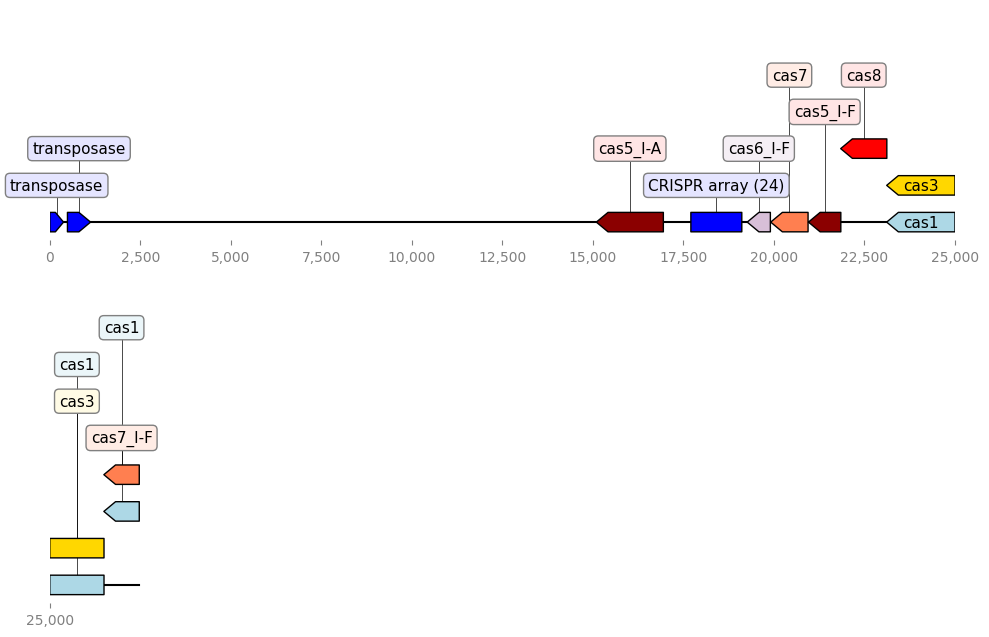 cas7
cas8
cas5_I-F
transposase
cas5_I-A
cas6_I-F
transposase
CRISPR array (24)
cas3
cas1
0
2,500
5,000
7,500
10,000
12,500
15,000
17,500
20,000
22,500
25,000
cas1
cas1
cas3
cas7_I-F
25,000